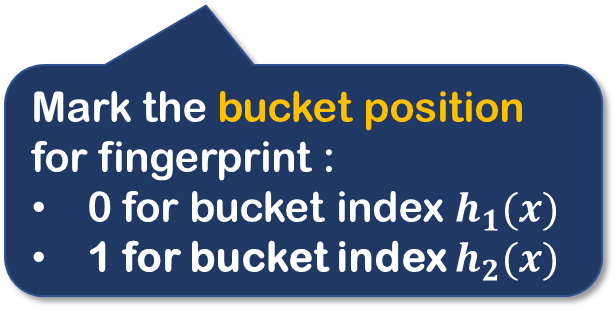 Mark the bucket position
for fingerprint :
• 0 for bucket index h₁(x)
• 1 for bucket index h₂(x)